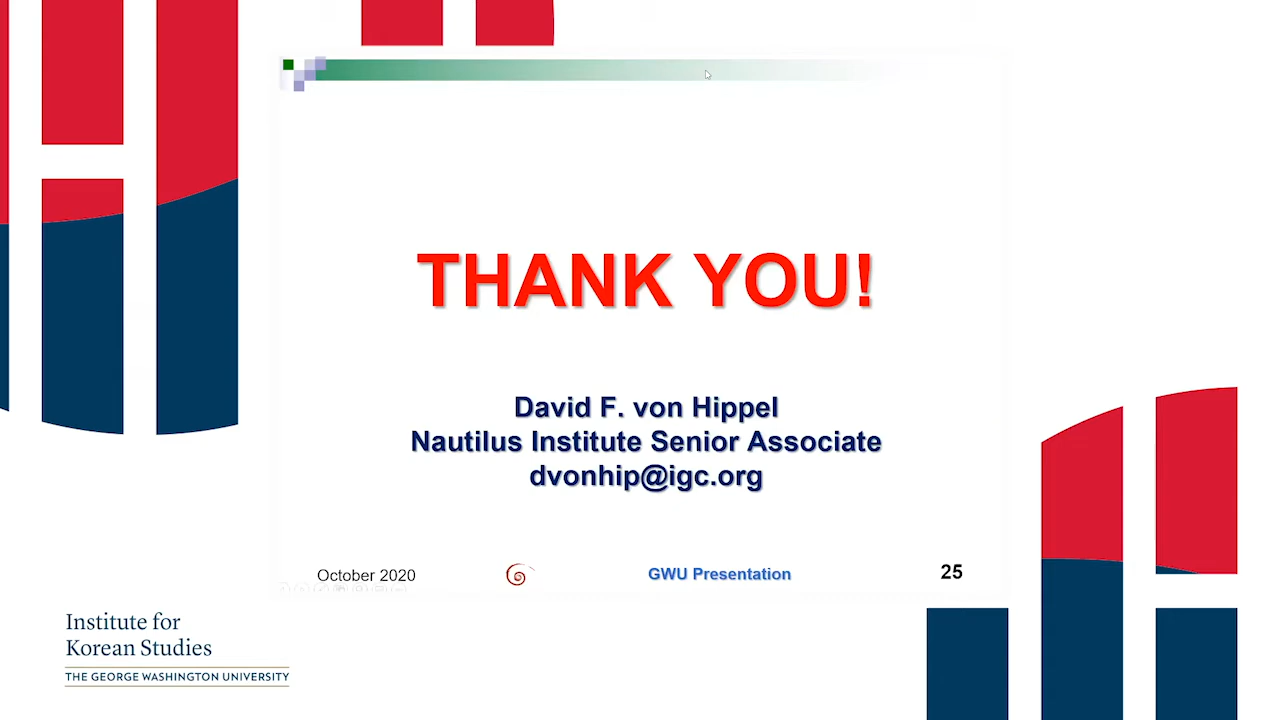 THANK YOU!
David F. von Hippel
Nautilus Institute Senior Associate
dvonhip@igc.org
October 2020
GWU Presentation
25
Institute for
Korean Studies
THE GEORGE WASHINGTON UNIVERSITY